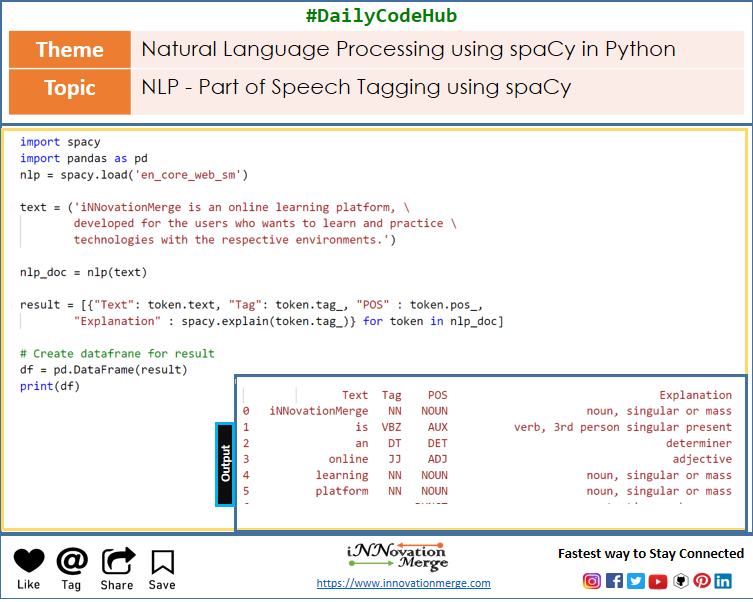 #DailyCodeHub
Theme Natural Language Processing using spaCy in Python
Topic NLP - Part of Speech Tagging using spaCy
import spacy
import pandas as pd
nlp = spacy.load('en_core_web_sm')
text = ('iNNovationMerge is an online learning platform, \
developed for the users who wants to learn and practice \
technologies with the respective environments.')
nlp_doc = nlp(text)
result = [{"Text": token.text, "Tag": token.tag_, "POS" : token.pos_,
"Explanation" : spacy.explain(token.tag_)} for token in nlp_doc]
# Create dataframe for result
df = pd.DataFrame(result)
print(df)
Output
Text Tag POS Explanation
0 iNNovationMerge NN NOUN noun, singular or mass
1 is VBZ AUX verb, 3rd person singular present
2 an DT DET determiner
3 online JJ ADJ adjective
4 learning NN NOUN noun, singular or mass
5 platform NN NOUN noun, singular or mass
Like Tag Share Save
iNNovation
Merge
https://www.innovationmerge.com
Fastest way to Stay Connected